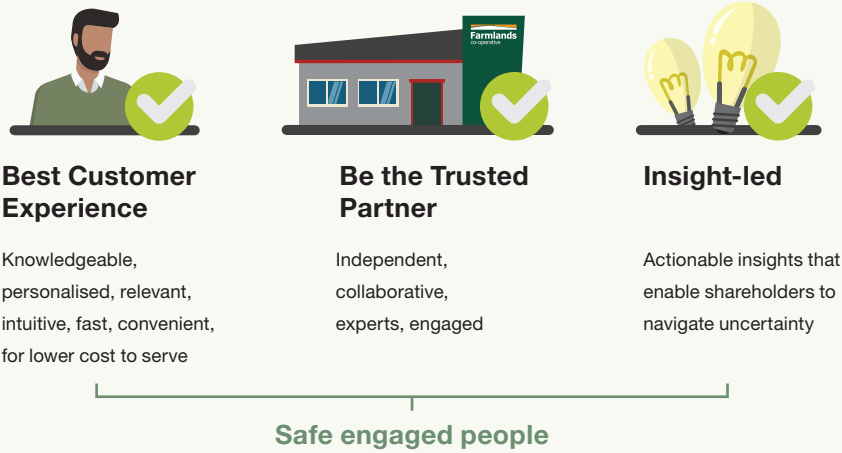 Farmlands
co-operative
Best Customer
Experience
Knowledgeable,
personalised, relevant,
intuitive, fast, convenient,
for lower cost to serve
Be the Trusted
Partner
Independent,
collaborative,
experts, engaged
Insight-led
Actionable insights that
enable shareholders to
navigate uncertainty
Safe engaged people